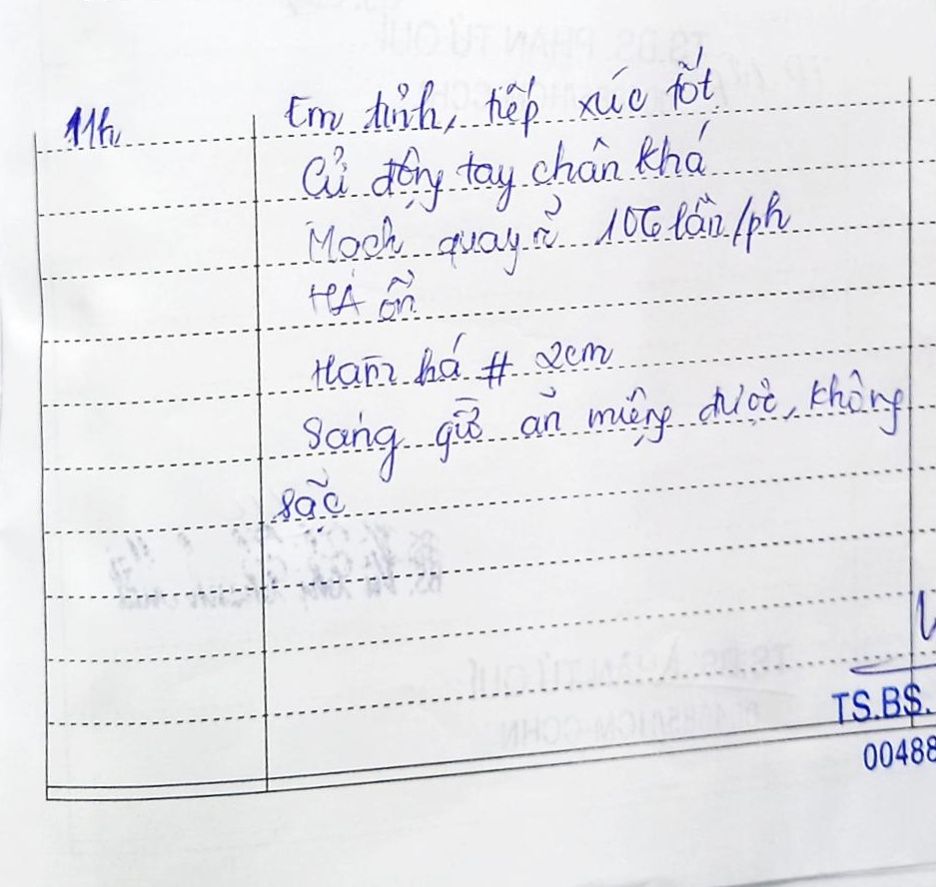 11h Em tỉnh, tiếp xúc tốt
Cử động tay chân khá
Mạch quay rõ 106 lần/ph
HA ổn
Hàm há # 2cm
Sáng giờ ăn miệng được, không
sặc
TS.BS.
00488